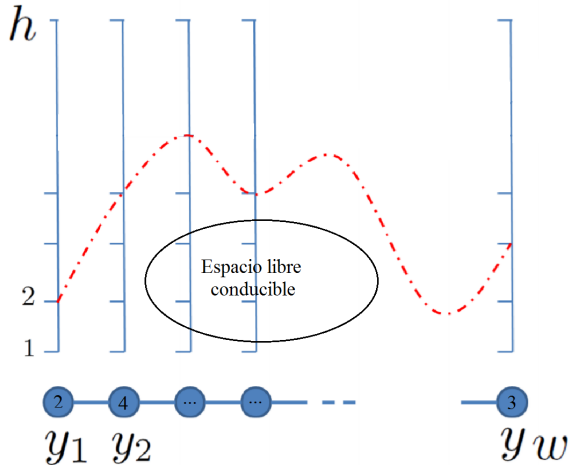 h
Espacio libre
conducible
2
1
2 4 ... ... 3
y1 y2 yw